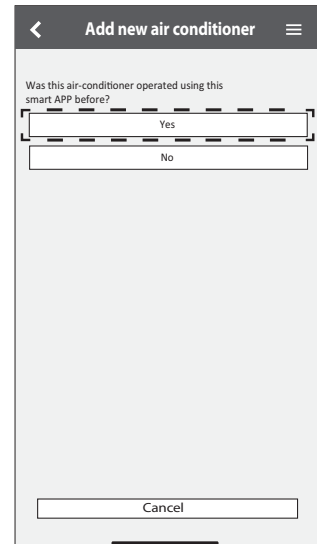 Add new air conditioner
Was this air-conditioner operated using this
smart APP before?
Yes
No
Cancel